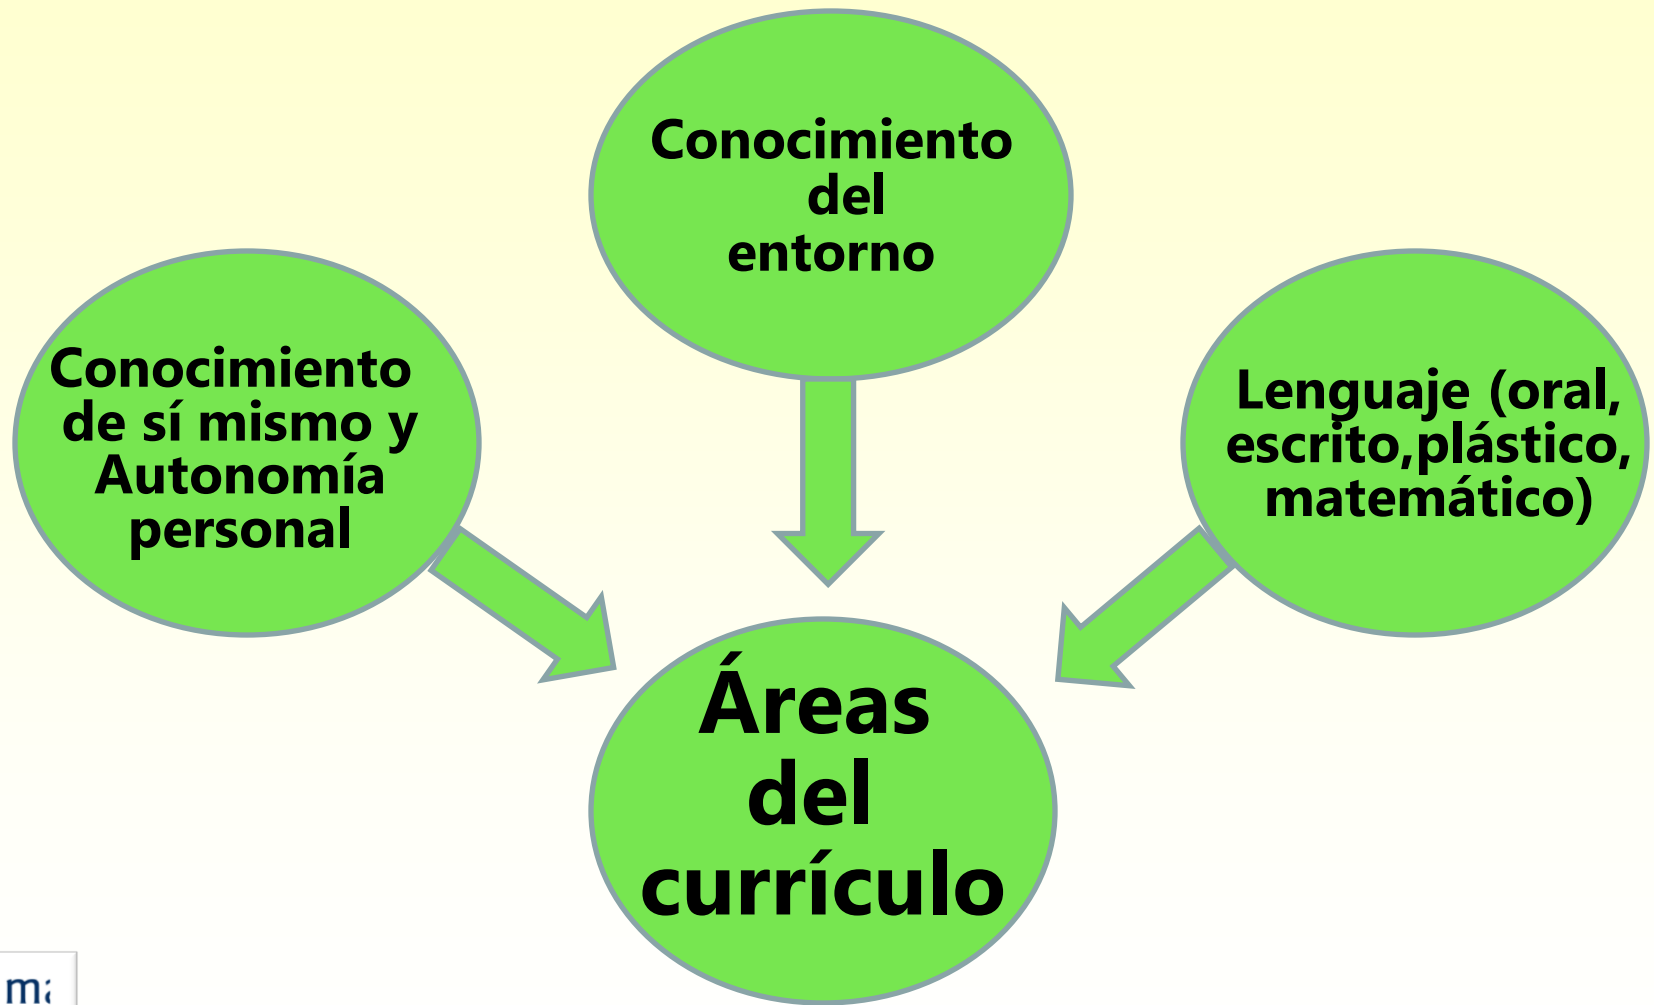 Conocimiento
del
entorno
Conocimiento
de sí mismo y
Autonomía
personal
Lenguaje (oral,
escrito,plástico,
matemático)
Áreas
del
currículo